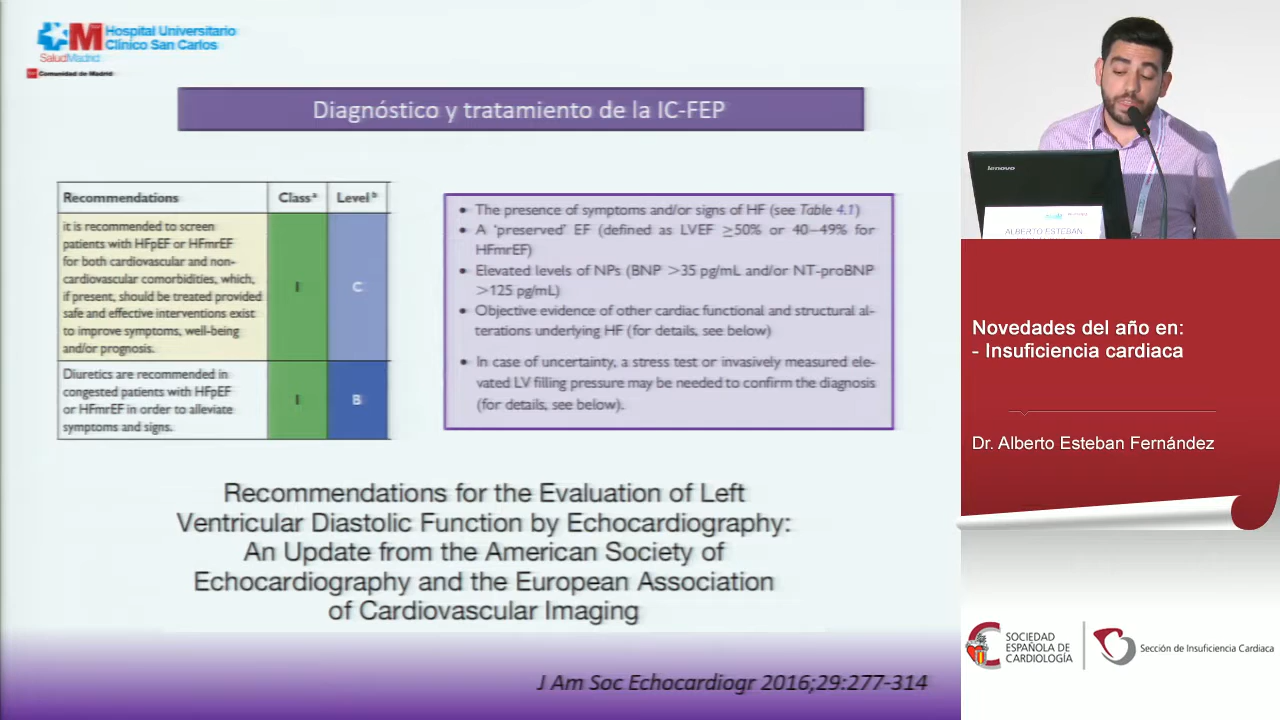 Hospital Universitario
Clínico San Carlos
SaludMadrid
Comunidad de Madrid
Diagnóstico y tratamiento de la IC-FEP
Recommendations Class a Level b
it is recommended to screen
patients with HFpEF or HFmrEF
for both cardiovascular and non-
cardiovascular comorbidities, which,
if present, should be treated provided
safe and effective interventions exist
to improve symptoms, well-being
and/or prognosis.
I C
Diuretics are recommended in
congested patients with HFpEF
or HFmrEF in order to alleviate
symptoms and signs.
I B
• The presence of symptoms and/or signs of HF (see Table 4.1)
• A ‘preserved’ EF (defined as LVEF ≥50% or 40–49% for
HFmrEF)
• Elevated levels of NPs (BNP >35 pg/mL and/or NT-proBNP
>125 pg/mL)
• Objective evidence of other cardiac functional and structural al-
terations underlying HF (for details, see below)
• In case of uncertainty, a stress test or invasively measured ele-
vated LV filling pressure may be needed to confirm the diagnosis
(for details, see below).
Recommendations for the Evaluation of Left
Ventricular Diastolic Function by Echocardiography:
An Update from the American Society of
Echocardiography and the European Association
of Cardiovascular Imaging
J Am Soc Echocardiogr 2016;29:277-314
lenovo
ALBERTO ESTEBAN
Novedades del año en:
- Insuficiencia cardiaca
Dr. Alberto Esteban Fernández
SOCIEDAD
ESPAÑOLA DE
CARDIOLOGÍA
Sección de Insuficiencia Cardiaca